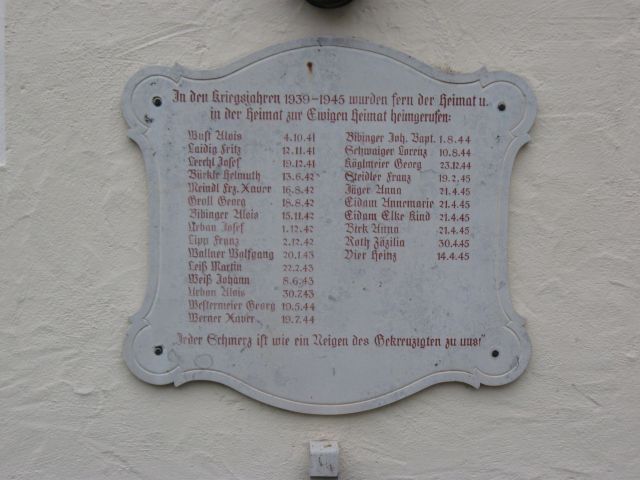 In den Kriegsjahren 1939-1945 wurden fern der Heimat u.
in der Heimat zur Ewigen Heimat heimgerufen:
Wust Alois 4.10.41
Laidig Fritz 12.11.41
Lerchl Josef 19.12.41
Bürkle Helmuth 13.6.42
Meindl Frz. Xaver 16.8.42
Groll Georg 18.8.42
Bibinger Alois 15.11.42
Urban Josef 1.12.42
Lipp Franz 2.12.42
Wallner Wolfgang 20.1.43
Leiß Martin 22.2.43
Weiß Johann 8.6.43
Urban Alois 30.7.43
Westermeier Georg 19.5.44
Werner Xaver 19.7.44
Bibinger Joh. Bapt. 1.8.44
Schwaiger Lorenz 10.8.44
Köglmeier Georg 23.12.44
Steidler Franz 19.2.45
Jäger Anna 21.4.45
Eidam Annemarie 21.4.45
Eidam Elke Kind 21.4.45
Birk Anna 21.4.45
Roth Zäzilia 30.4.45
Vier Heinz 14.4.45
"Jeder Schmerz ist wie ein Neigen des Gekreuzigten zu uns!"